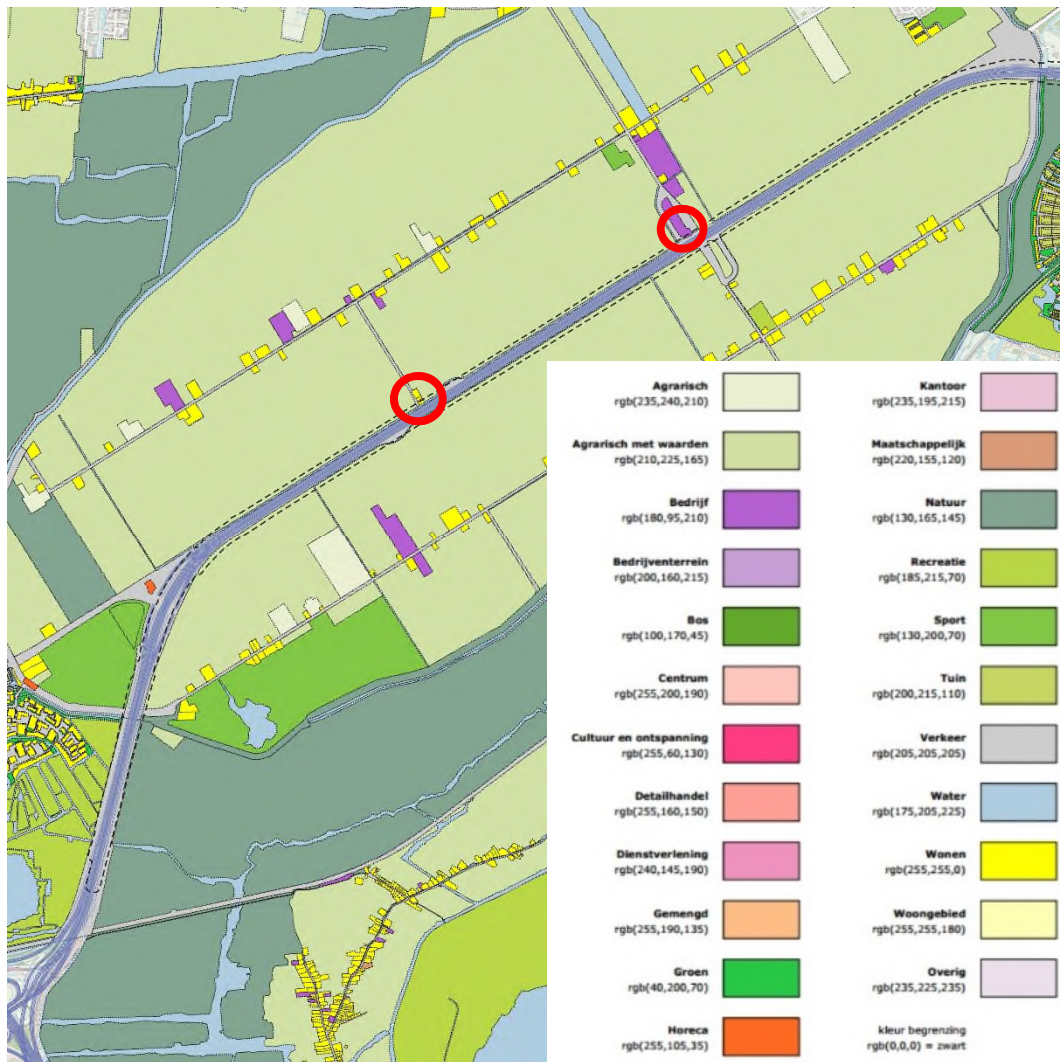 Agrarisch
rgb(235,240,210)
Agrarisch met waarden
rgb(210,225,165)
Bedrijf
rgb(180,95,210)
Bedrijventerrein
rgb(200,160,215)
Bos
rgb(100,170,45)
Centrum
rgb(255,200,190)
Cultuur en ontspanning
rgb(255,60,130)
Detailhandel
rgb(255,160,150)
Dienstverlening
rgb(240,145,190)
Gemengd
rgb(255,190,135)
Groen
rgb(40,200,70)
Horeca
rgb(255,105,35)
Kantoor
rgb(235,195,215)
Maatschappelijk
rgb(220,155,120)
Natuur
rgb(130,165,145)
Recreatie
rgb(185,215,70)
Sport
rgb(130,200,70)
Tuin
rgb(200,215,110)
Verkeer
rgb(205,205,205)
Water
rgb(175,205,225)
Wonen
rgb(255,255,0)
Woongebied
rgb(255,255,180)
Overig
rgb(235,225,235)
kleur begrenzing
rgb(0,0,0) = zwart